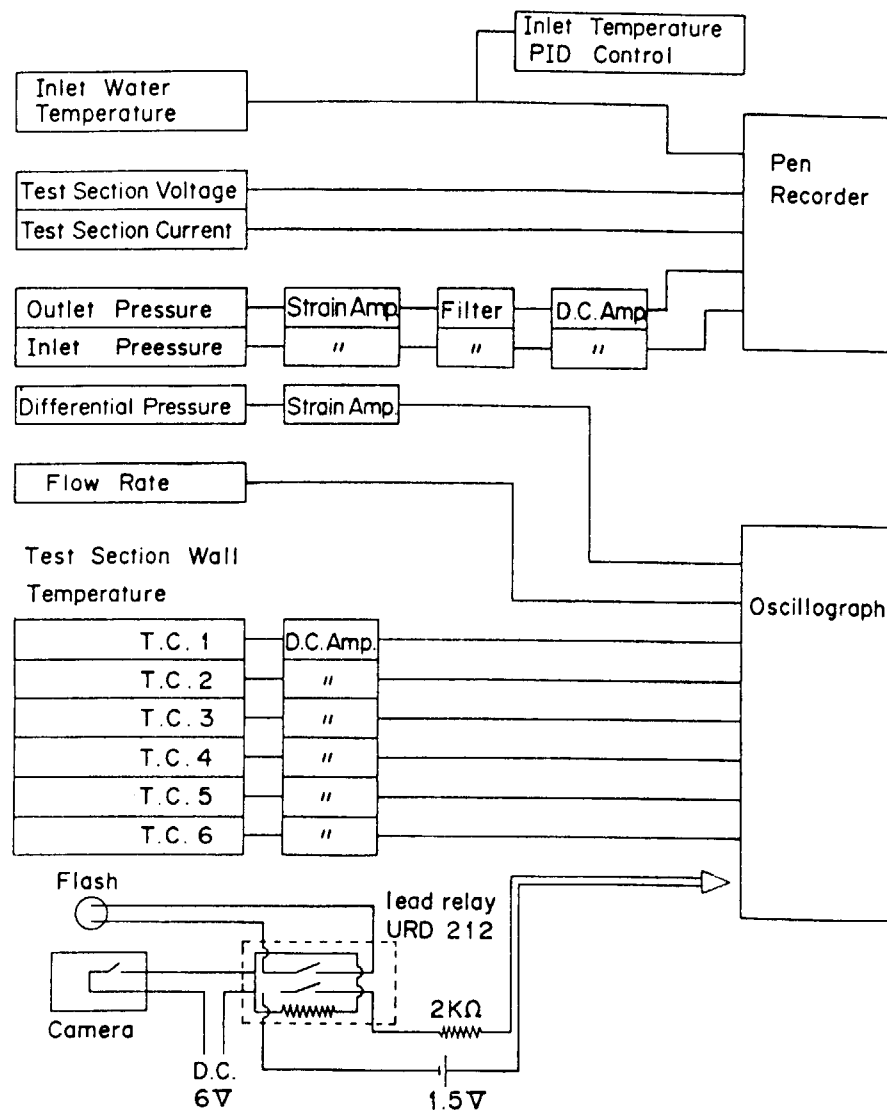 Inlet Temperature
PID Control
Inlet Water
Temperature
Pen
Recorder
Test Section Voltage
Test Section Current
Outlet Pressure
Strain Amp.
Filter
D.C. Amp.
Inlet Preessure
"
"
"
Differential Pressure
Strain Amp.
Flow Rate
Test Section Wall
Temperature
Oscillograph
T.C. 1
D.C. Amp.
T.C. 2
"
T.C. 3
"
T.C. 4
"
T.C. 5
"
T.C. 6
"
Flash
lead relay
URD 212
Camera
2KΩ
D.C.
6V
1.5V